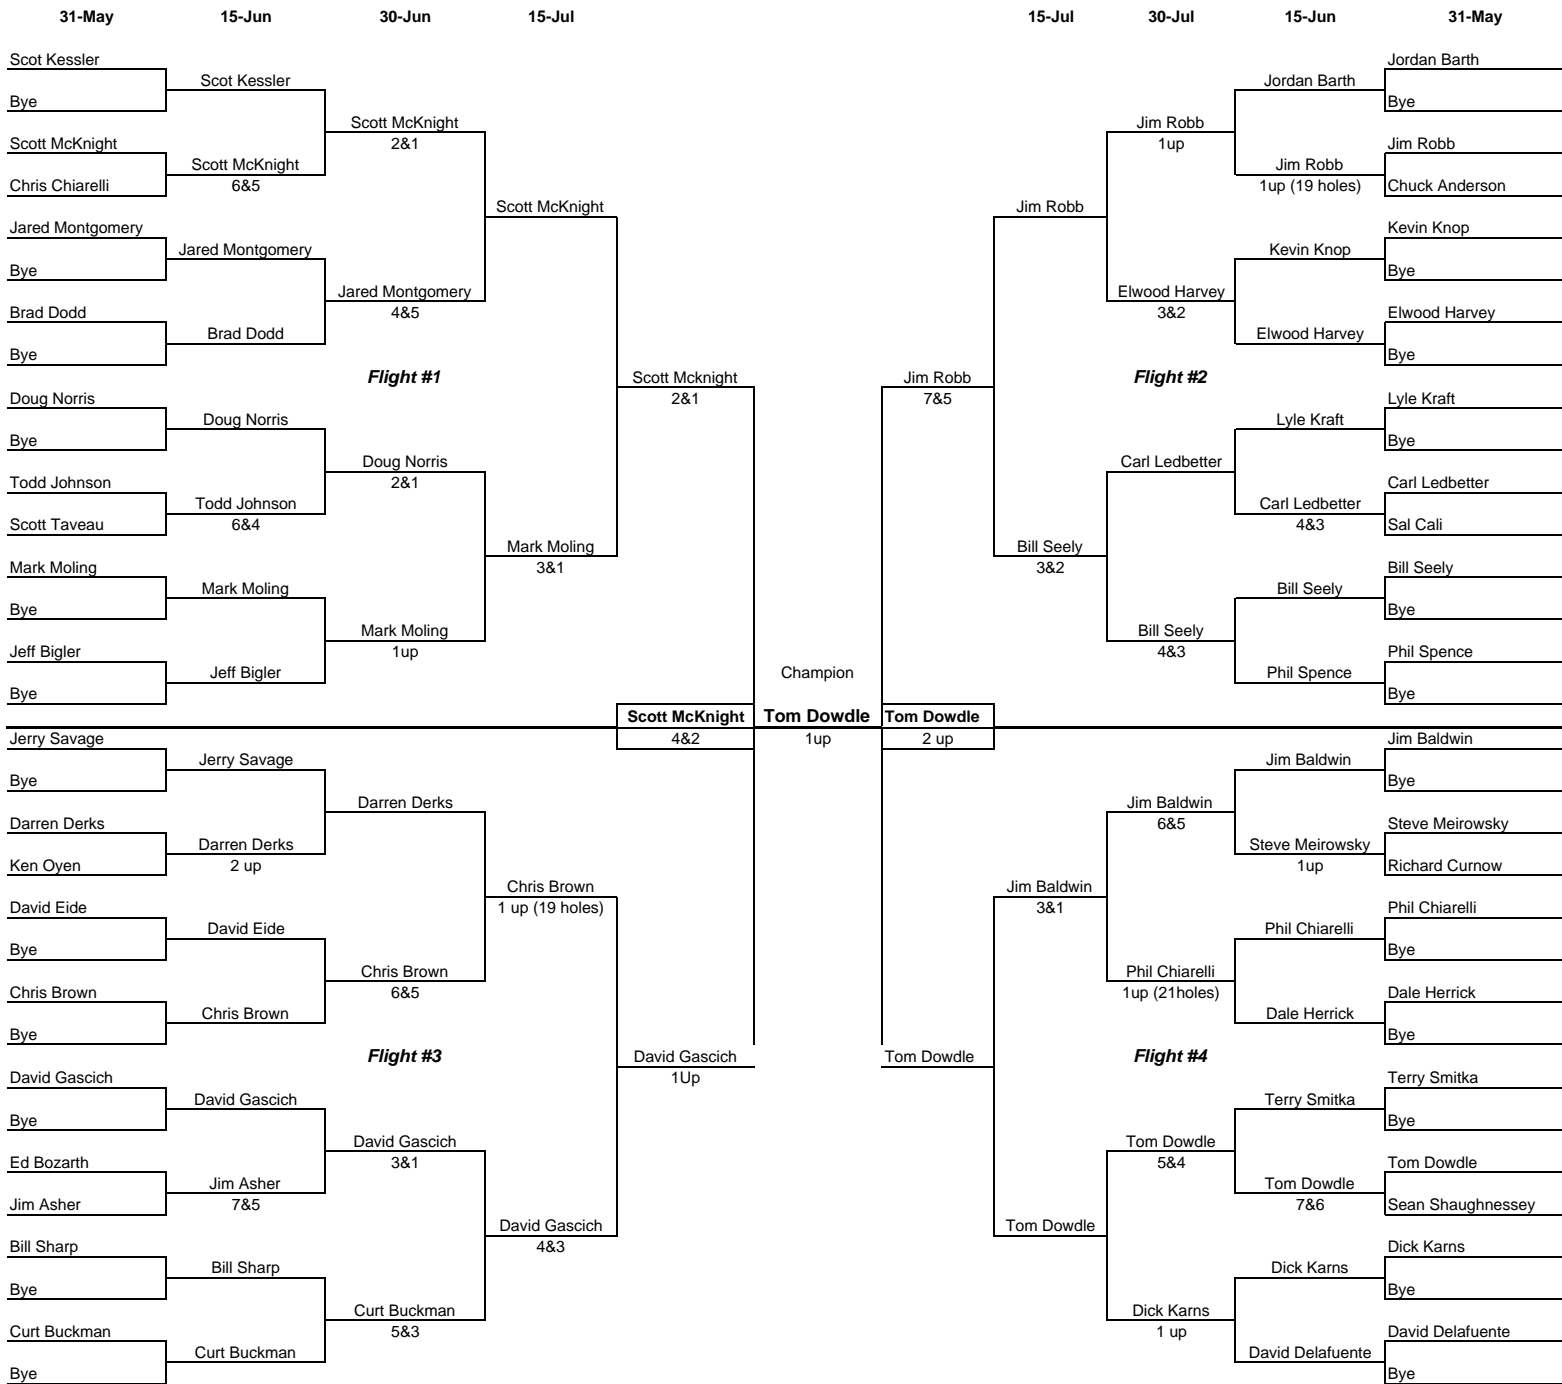 31-May 15-Jun 30-Jun 15-Jul 15-Jul 30-Jul 15-Jun 31-May
Scot Kessler Jordan Barth
Scot Kessler Jordan Barth
Bye Bye
Scott McKnight Jim Robb
2&1 1up
Scott McKnight Jim Robb
Scott McKnight Jim Robb
Chris Chiarelli 6&5 1up (19 holes) Chuck Anderson
Scott McKnight Jim Robb
Jared Montgomery Kevin Knop
Jared Montgomery Kevin Knop
Bye Bye
Jared Montgomery Elwood Harvey
4&5 3&2
Brad Dodd Elwood Harvey
Brad Dodd Elwood Harvey
Bye Bye
Flight #1 Scott Mcknight Jim Robb Flight #2
2&1 7&5
Doug Norris Lyle Kraft
Doug Norris Lyle Kraft
Bye Bye
Doug Norris Carl Ledbetter
2&1
Todd Johnson Carl Ledbetter
Todd Johnson Carl Ledbetter
Scott Taveau 6&4 4&3 Sal Cali
Mark Moling Bill Seely
3&1 3&2
Mark Moling Bill Seely
Mark Moling Bill Seely
Bye Bye
Mark Moling Bill Seely
1up 4&3
Jeff Bigler Phil Spence
Jeff Bigler Champion Phil Spence
Bye Bye
Scott McKnight Tom Dowdle Tom Dowdle
Jerry Savage 4&2 1up 2 up Jim Baldwin
Jerry Savage Jim Baldwin
Bye Bye
Darren Derks Jim Baldwin
6&5
Darren Derks Steve Meirowsky
Darren Derks Steve Meirowsky
Ken Oyen 2 up 1up Richard Curnow
Chris Brown Jim Baldwin
1 up (19 holes) 3&1
David Eide Phil Chiarelli
David Eide Phil Chiarelli
Bye Bye
Chris Brown Phil Chiarelli
6&5 1up (21holes)
Chris Brown Dale Herrick
Chris Brown Dale Herrick
Bye Bye
Flight #3 David Gascich Tom Dowdle Flight #4
1Up
David Gascich Terry Smitka
David Gascich Terry Smitka
Bye Bye
David Gascich Tom Dowdle
3&1 5&4
Ed Bozarth Tom Dowdle
Jim Asher Tom Dowdle
Jim Asher 7&5 7&6 Sean Shaughnessey
David Gascich Tom Dowdle
4&3
Bill Sharp Dick Karns
Bill Sharp Dick Karns
Bye Bye
Curt Buckman Dick Karns
5&3 1 up
Curt Buckman David Delafuente
Curt Buckman David Delafuente
Bye Bye